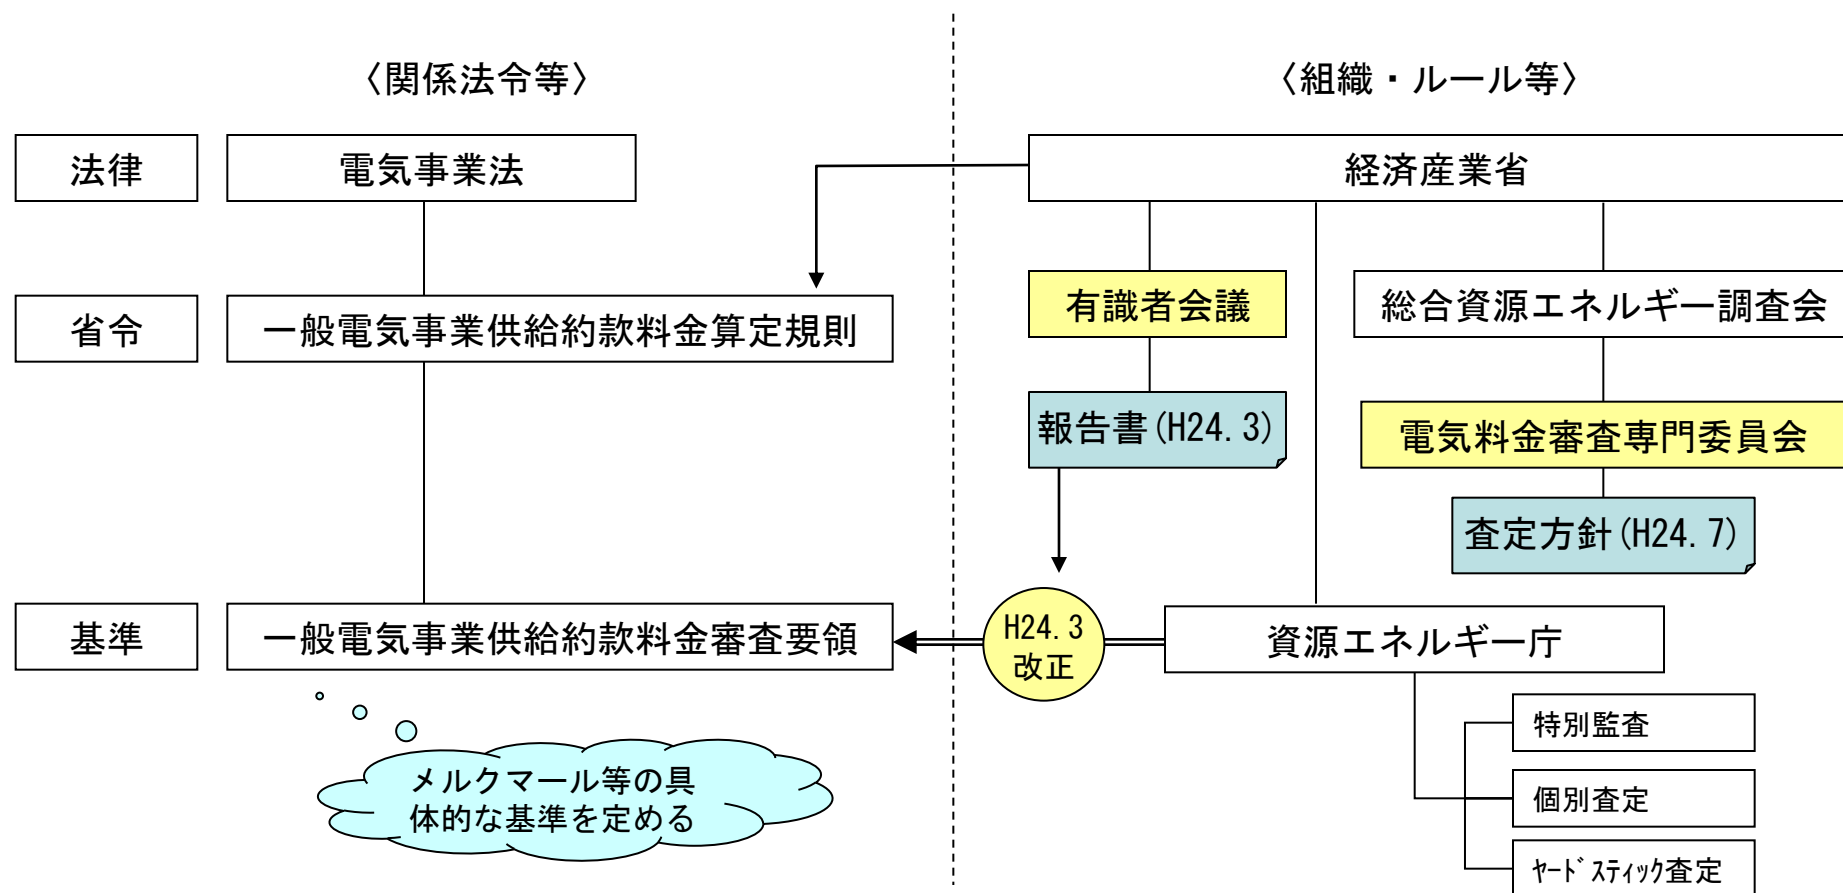 〈関係法令等〉
〈組織・ルール等〉
法律
電気事業法
経済産業省
有識者会議
総合資源エネルギー調査会
省令
一般電気事業供給約款料金算定規則
報告書(H24.3)
電気料金審査専門委員会
査定方針(H24.7)
基準
一般電気事業供給約款料金審査要領
H24.3
改正
資源エネルギー庁
特別監査
個別査定
ﾔｰﾄﾞｽﾃｨｯｸ査定
メルクマール等の具
体的な基準を定める